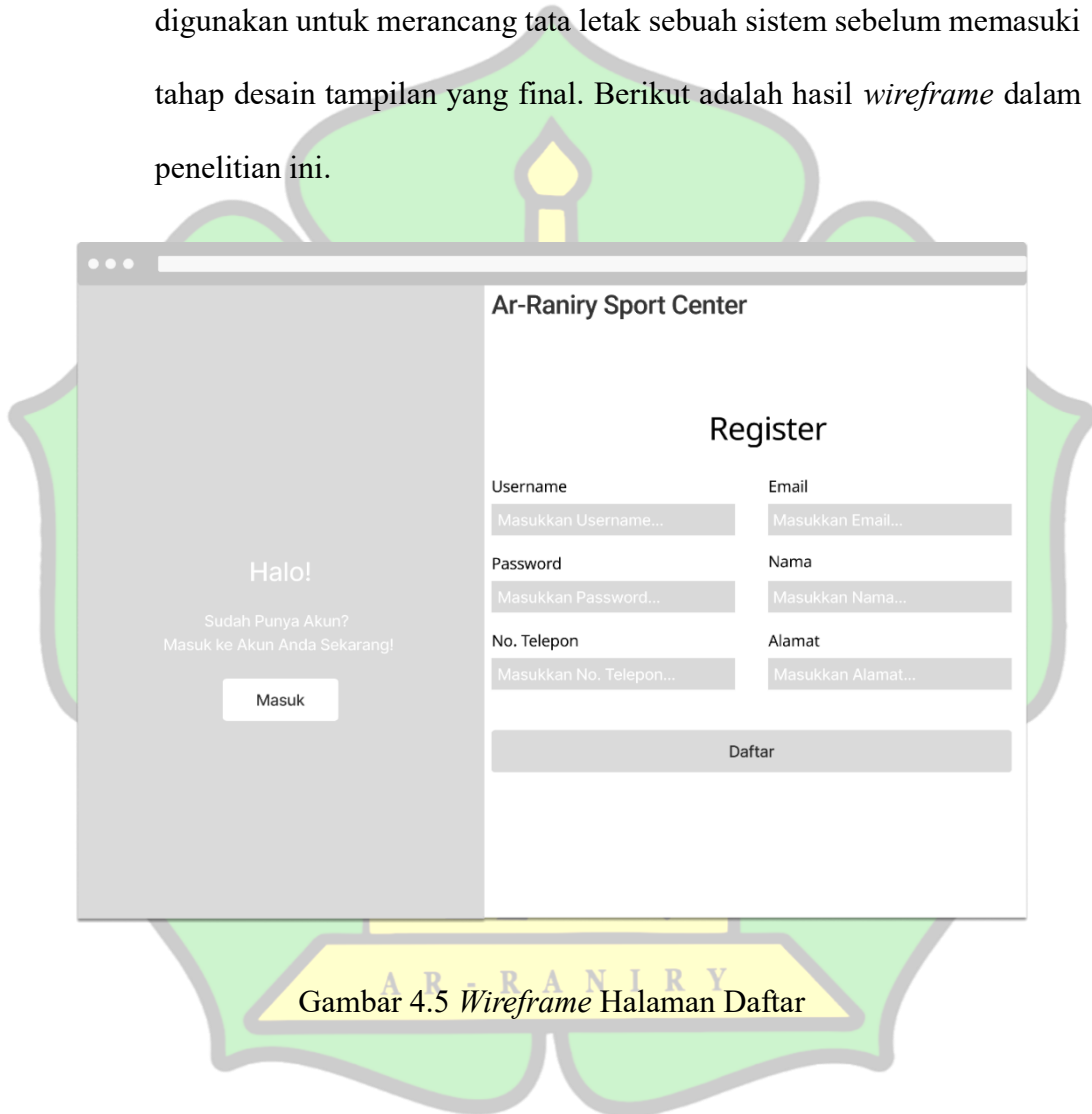 digunakan untuk merancang tata letak sebuah sistem sebelum memasuki
tahap desain tampilan yang final. Berikut adalah hasil wireframe dalam
penelitian ini.
Ar-Raniry Sport Center
Register
Username
Email
Masukkan Username...
Masukkan Email...
Password
Nama
Masukkan Password...
Masukkan Nama...
No. Telepon
Alamat
Masukkan No. Telepon...
Masukkan Alamat...
Daftar
Halo!
Sudah Punya Akun?
Masuk ke Akun Anda Sekarang!
Masuk
AR-RANIRY
Gambar 4.5 Wireframe Halaman Daftar